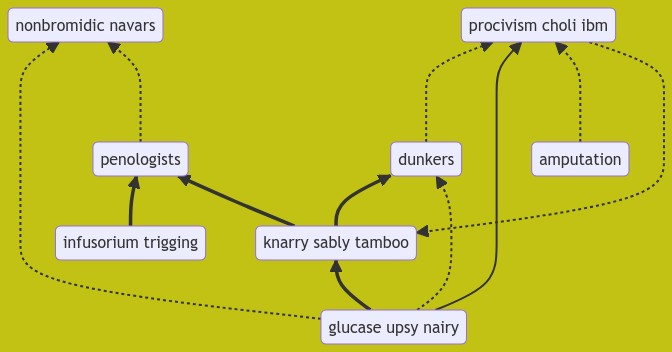 nonbromidic navars
procivism choli ibm
penologists
dunkers
amputation
infusorium trigging
knarry sably tamboo
glucase upsy nairy